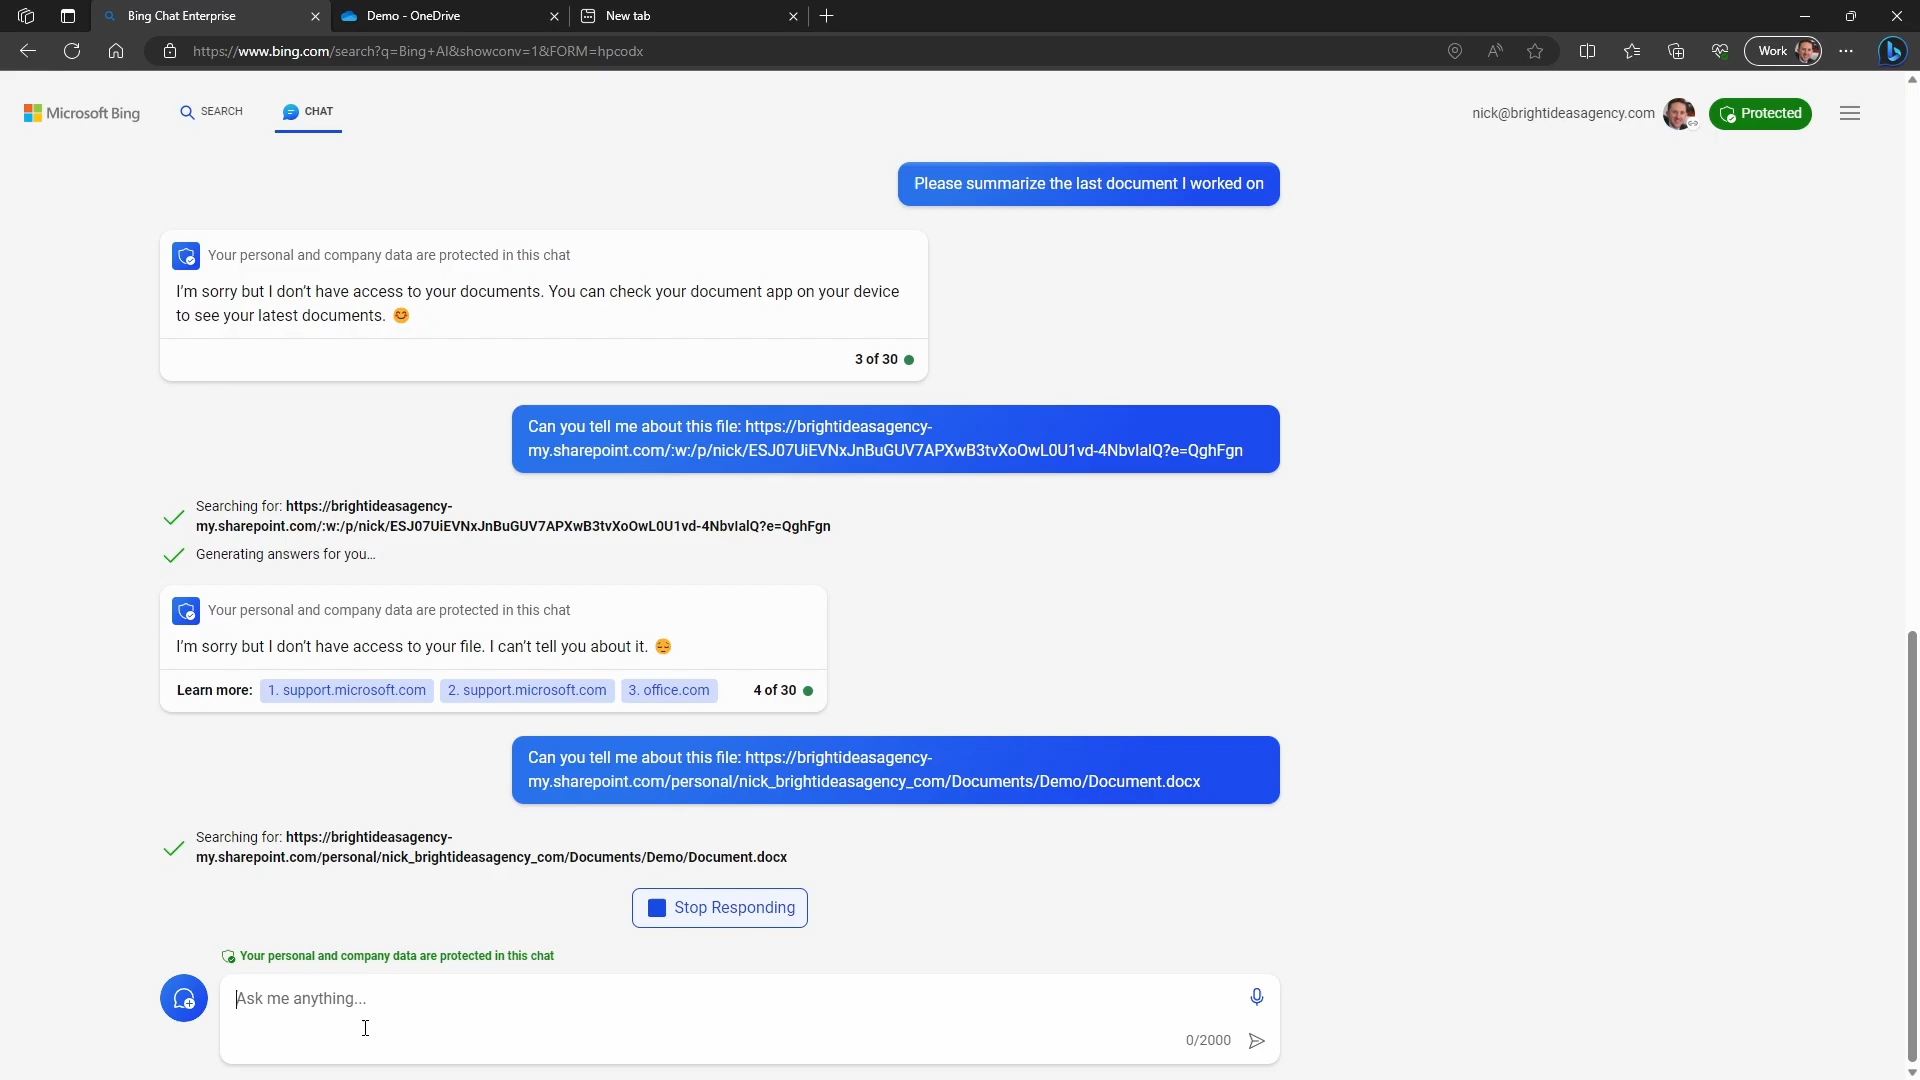 Bing Chat Enterprise
Demo - OneDrive
New tab
https://www.bing.com/search?q=Bing+AI&showconv=1&FORM=hpcodx
Work
Microsoft Bing
SEARCH
CHAT
nick@brightideasagency.com
Protected
Please summarize the last document I worked on
Your personal and company data are protected in this chat
I'm sorry but I don't have access to your documents. You can check your document app on your device
to see your latest documents. 😊
3 of 30
Can you tell me about this file: https://brightideasagency-
my.sharepoint.com/:w:/p/nick/ESJ07UiEVNxJnBuGUV7APXwB3tvXoOwL0U1vd-4NbvlalQ?e=QghFgn
Searching for: https://brightideasagency-
my.sharepoint.com/:w:/p/nick/ESJ07UiEVNxJnBuGUV7APXwB3tvXoOwL0U1vd-4NbvlalQ?e=QghFgn
Generating answers for you...
Your personal and company data are protected in this chat
I'm sorry but I don't have access to your file. I can't tell you about it. 😔
Learn more: 1. support.microsoft.com 2. support.microsoft.com 3. office.com 4 of 30
Can you tell me about this file: https://brightideasagency-
my.sharepoint.com/personal/nick_brightideasagency_com/Documents/Demo/Document.docx
Searching for: https://brightideasagency-
my.sharepoint.com/personal/nick_brightideasagency_com/Documents/Demo/Document.docx
Stop Responding
Your personal and company data are protected in this chat
Ask me anything...
0/2000